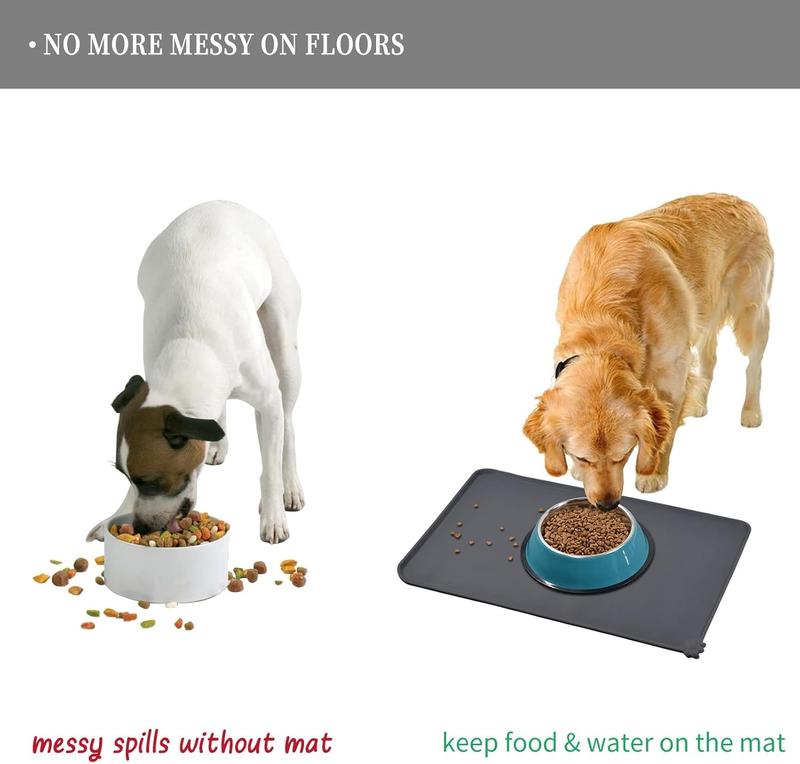 • NO MORE MESSY ON FLOORS
messy spills without mat
keep food & water on the mat